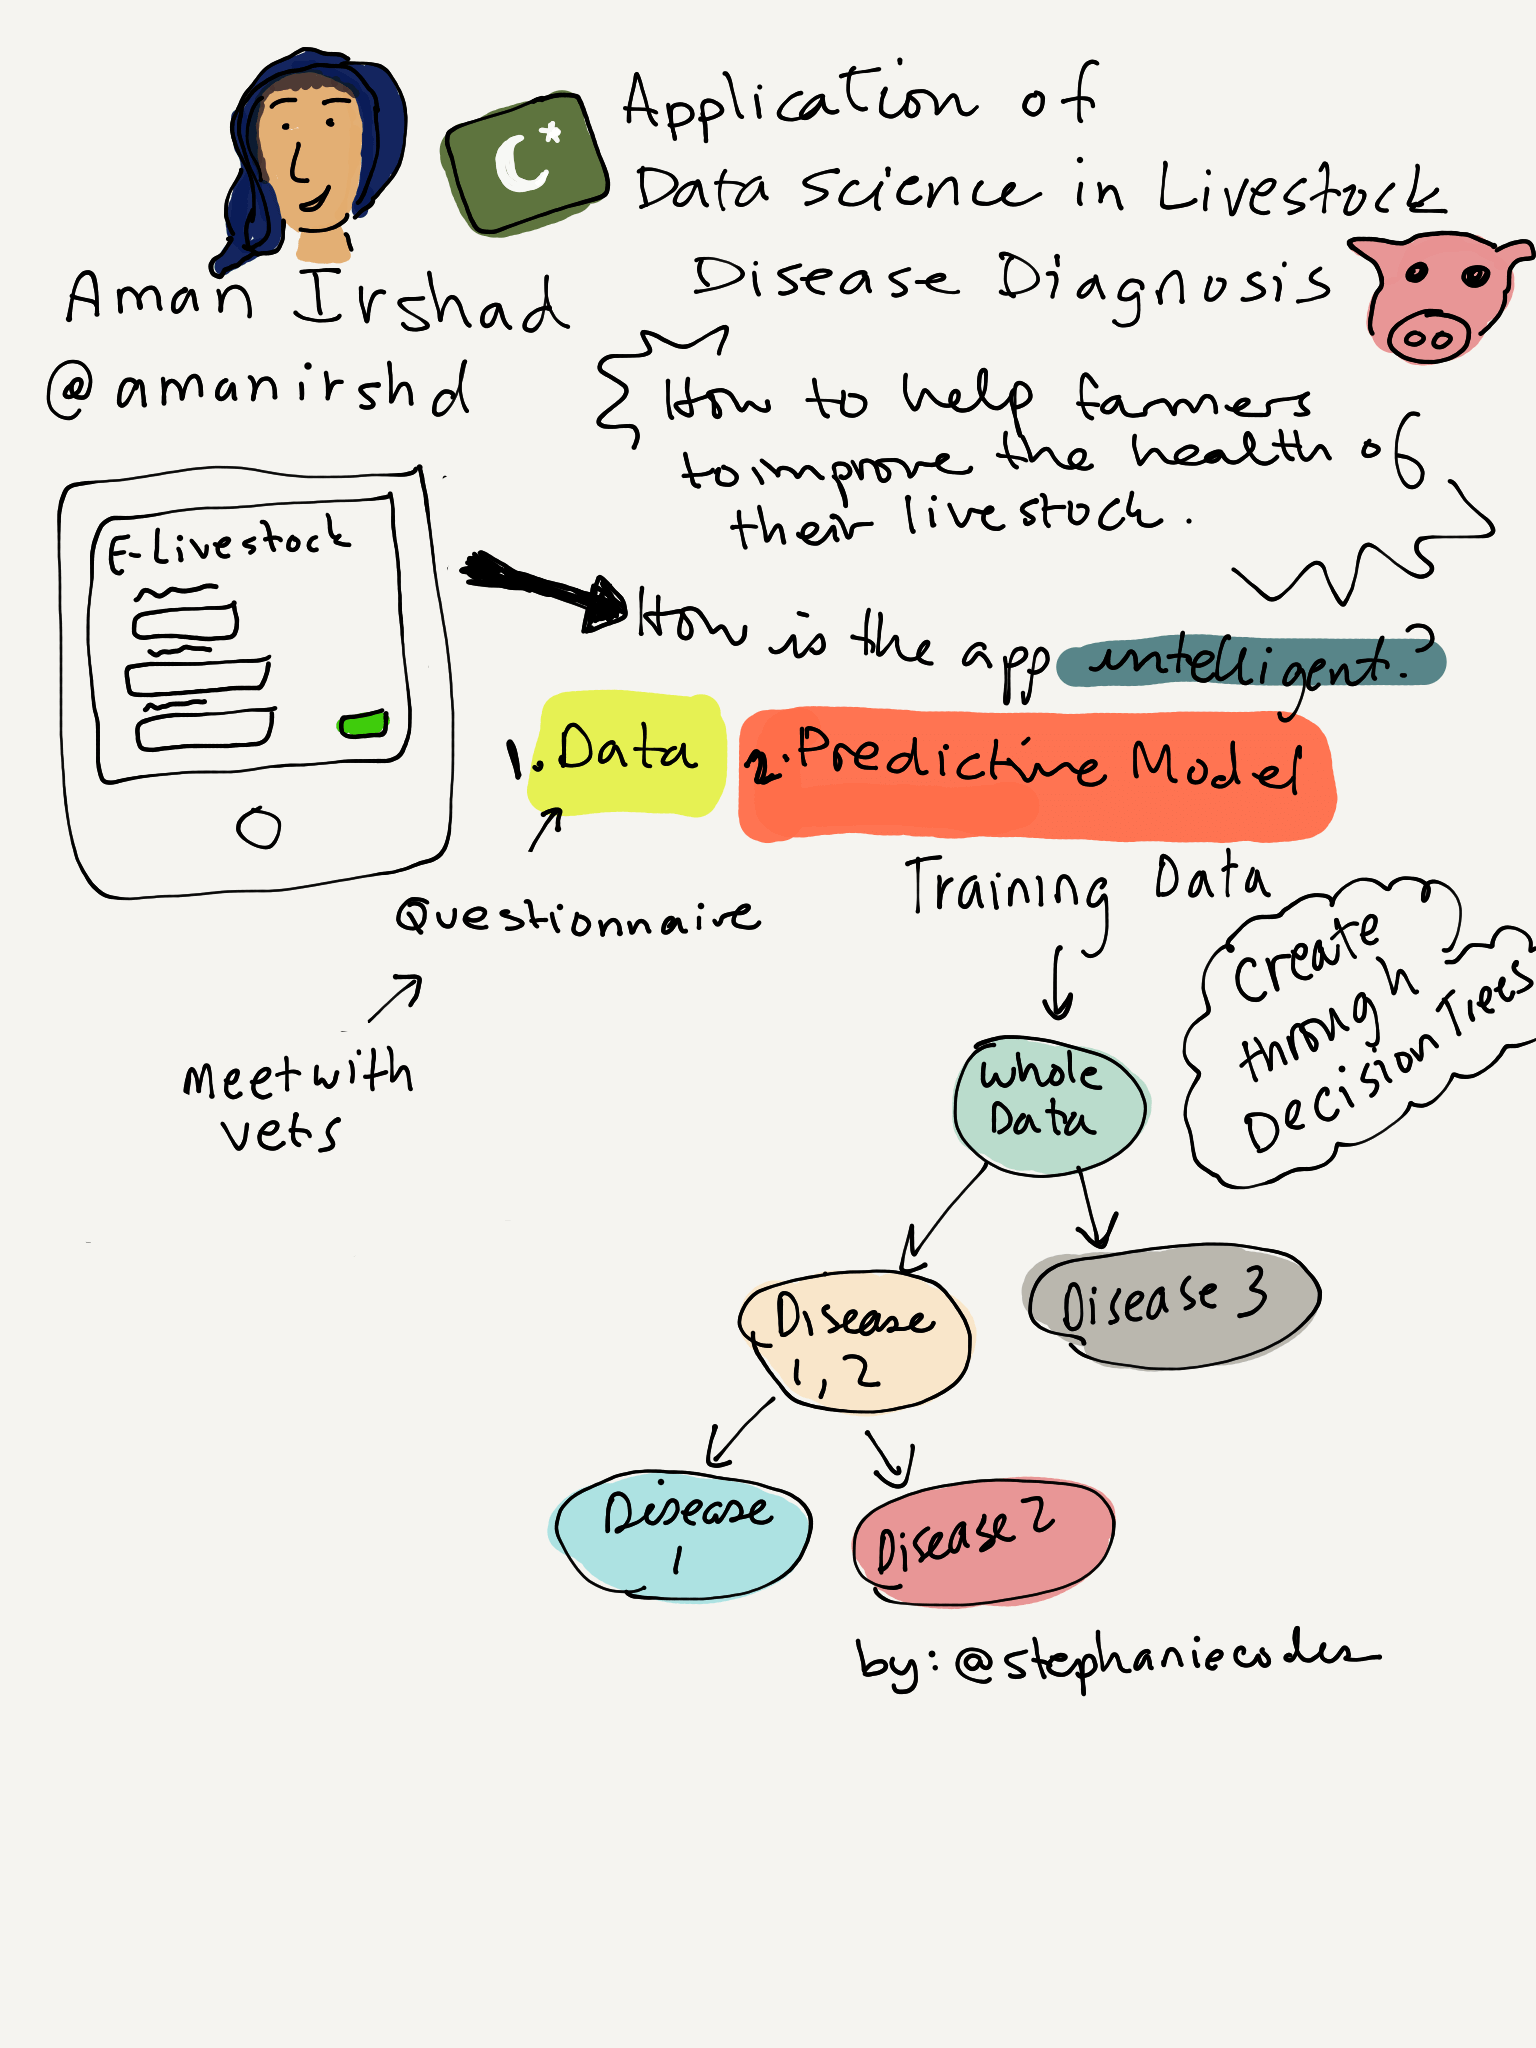 Application of
Data Science in Livestock
Disease Diagnosis
C*
Aman Irshad
@amanirshd
How to help farmers
to improve the health of
their livestock.
E-Livestock
How is the app intelligent?
1. Data
2. Predictive Model
Questionnaire
Meet with
vets
Training Data
Create
through
Decision Trees
Whole
Data
Disease
1, 2
Disease 3
Disease
1
Disease 2
by: @stephaniecodes